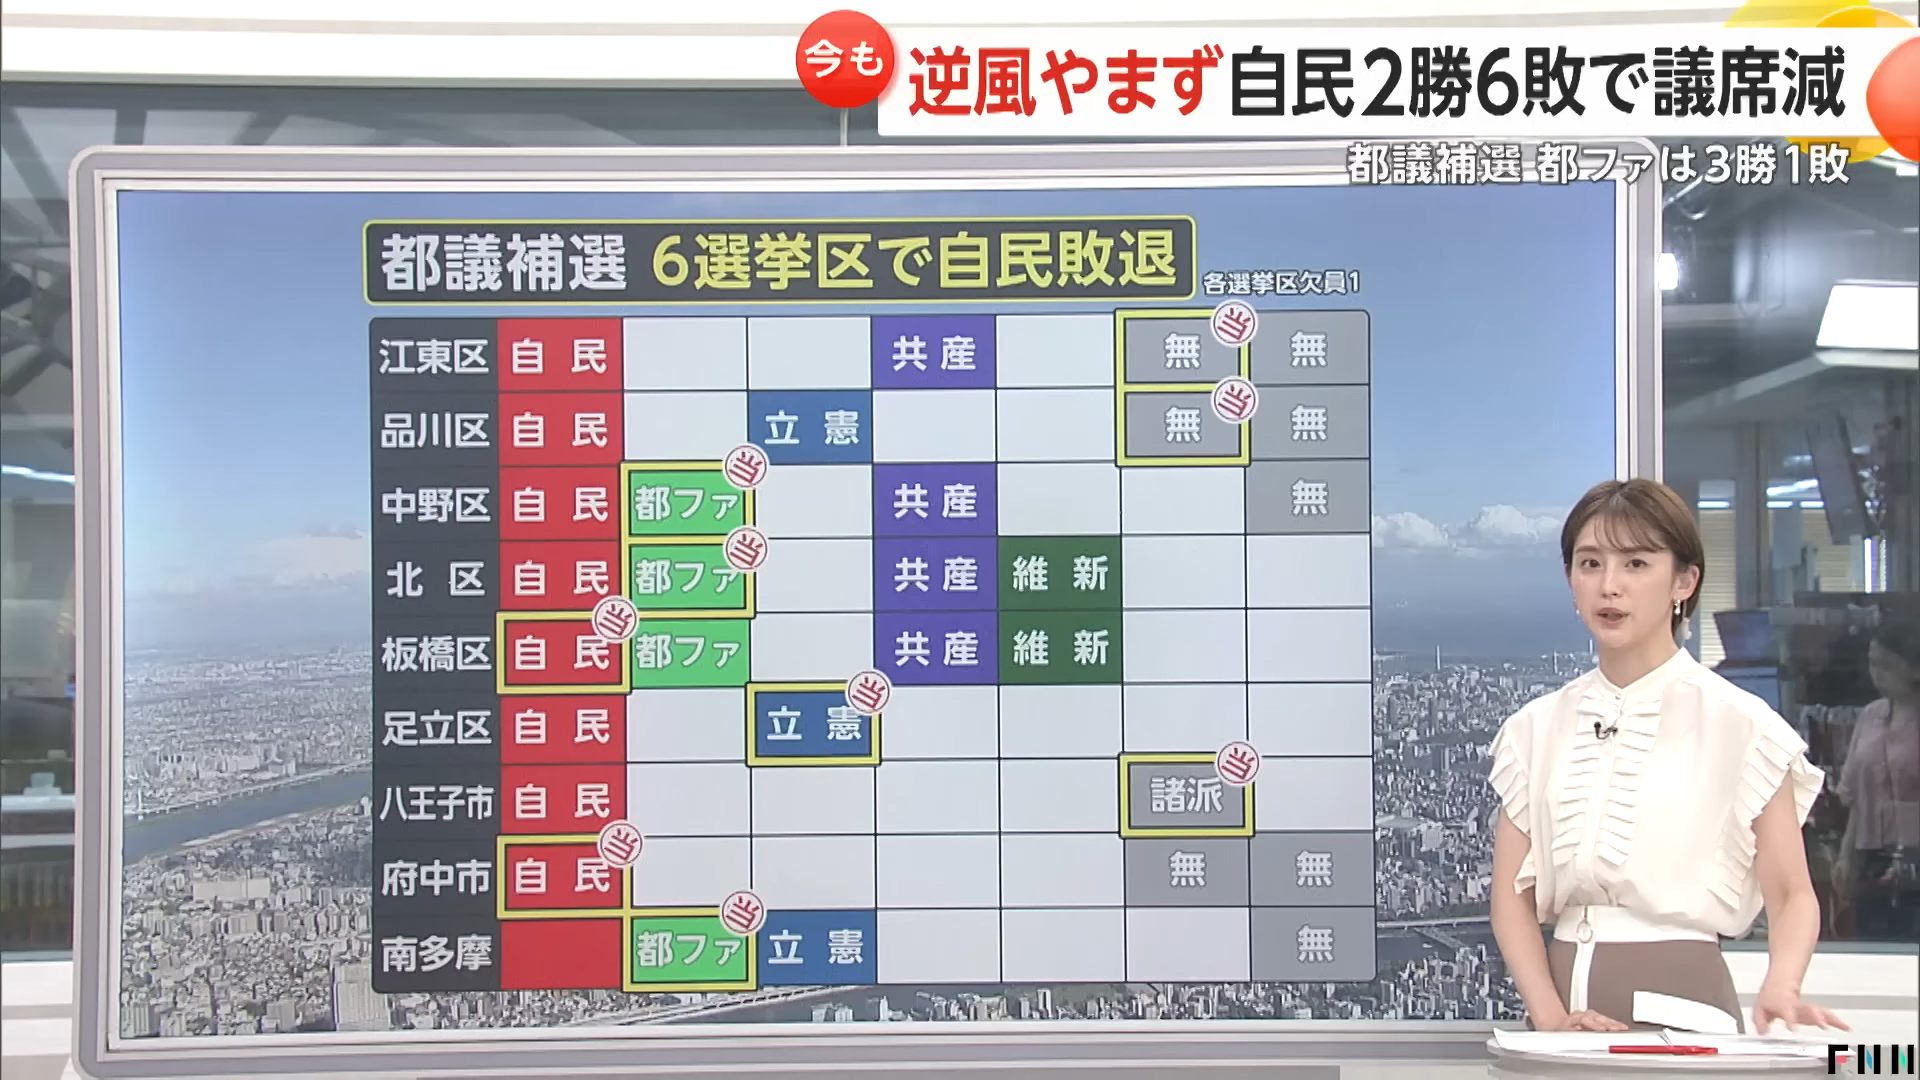 今も
逆風やまず自民2勝6敗で議席減
都議補選 都ファは3勝1敗
都議補選 6選挙区で自民敗退
各選挙区欠員1
江東区 自民 共産 無 当 無
品川区 自民 立憲 無 当 無
中野区 自民 都ファ 当 共産 無
北区 自民 都ファ 当 共産 維新
板橋区 自民 当 都ファ 共産 維新
足立区 自民 立憲 当
八王子市 自民 諸派 当
府中市 自民 当 無 無
南多摩 都ファ 当 立憲 無
FNN